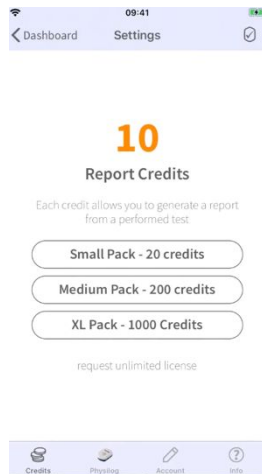 09:41
Dashboard Settings
10
Report Credits
Each credit allows you to generate a report
from a performed test
Small Pack - 20 credits
Medium Pack - 200 credits
XL Pack - 1000 Credits
request unlimited license
Credits Physilog Account Info